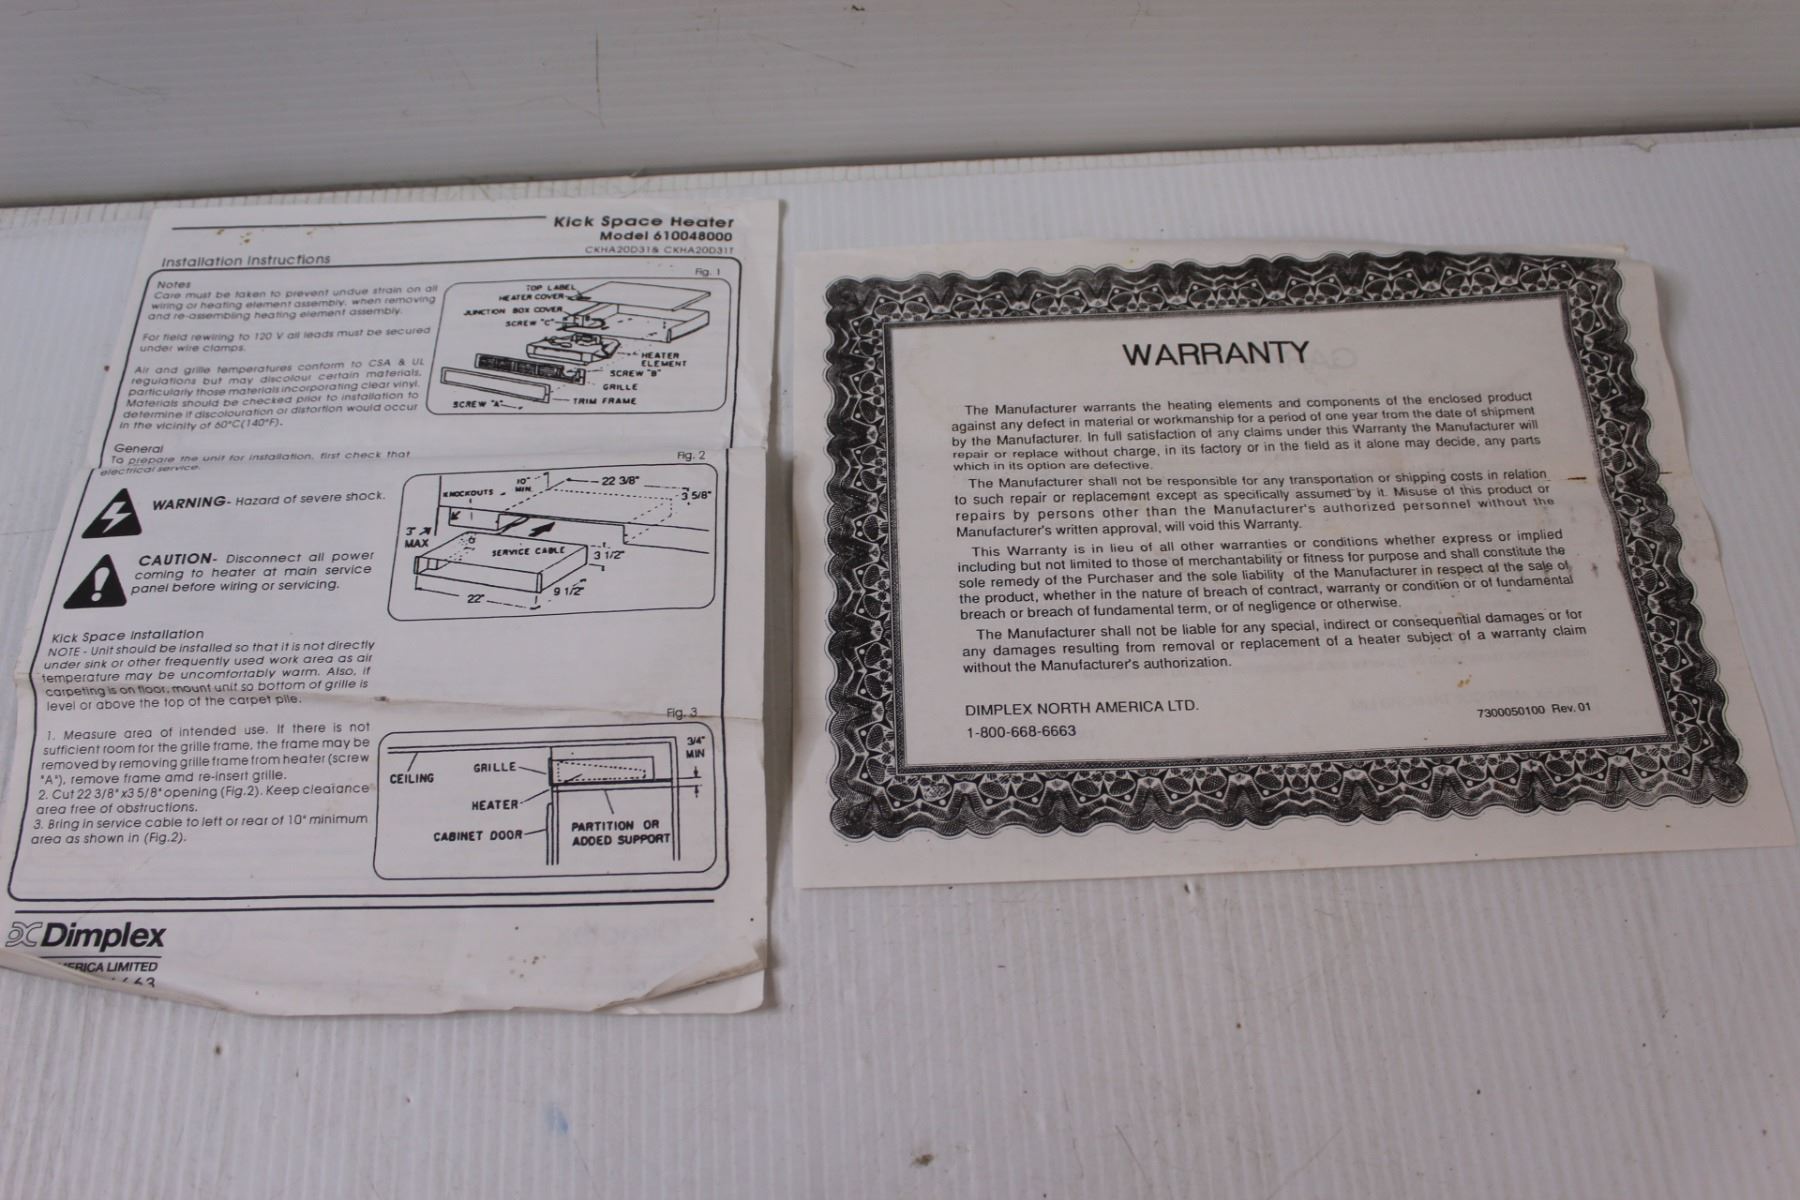 Kick Space Heater
Model 610048000
CKHA20D31& CKHA20D31T
Installation Instructions
Notes
Care must be taken to prevent undue strain on all
wiring or heating element assembly, when removing
and re-assembling heating element assembly.
For field rewiring to 120 V all leads must be secured
under wire clamps.
Air and grille temperatures conform to CSA & UL
regulations but may discolour certain materials,
particularly those materials incorporating clear vinyl.
Materials should be checked prior to installation to
determine if discolouration or distortion would occur
in the vicinity of 60°C(140°F).
General
To prepare the unit for installation, first check that
electrical service.
Fig. 1
TOP LABEL
HEATER COVER
JUNCTION BOX COVER
SCREW "C"
HEATER
ELEMENT
SCREW "B"
GRILLE
TRIM FRAME
SCREW "A"
WARNING- Hazard of severe shock.
CAUTION- Disconnect all power
coming to heater at main service
panel before wiring or servicing.
Fig. 2
KNOCKOUTS
10"
MIN.
22 3/8"
3 5/8"
3"
MAX
SERVICE CABLE
3 1/2"
22"
9 1/2"
Kick Space Installation
NOTE - Unit should be installed so that it is not directly
under sink or other frequently used work area as air
temperature may be uncomfortably warm. Also, if
carpeting is on floor, mount unit so bottom of grille is
level or above the top of the carpet pile.
1. Measure area of intended use. If there is not
sufficient room for the grille frame, the frame may be
removed by removing grille frame from heater (screw
"A"), remove frame amd re-insert grille.
2. Cut 22 3/8" x3 5/8" opening (Fig.2). Keep clearance
area free of obstructions.
3. Bring in service cable to left or rear of 10" minimum
area as shown in (Fig.2).
Fig. 3
3/4"
MIN
CEILING
GRILLE
HEATER
CABINET DOOR
PARTITION OR
ADDED SUPPORT
Dimplex
ERICA LIMITED
663
WARRANTY
The Manufacturer warrants the heating elements and components of the enclosed product
against any defect in material or workmanship for a period of one year from the date of shipment
by the Manufacturer. In full satisfaction of any claims under this Warranty the Manufacturer will
repair or replace without charge, in its factory or in the field as it alone may decide, any parts
which in its option are defective.
The Manufacturer shall not be responsible for any transportation or shipping costs in relation
to such repair or replacement except as specifically assumed by it. Misuse of this product or
repairs by persons other than the Manufacturer's authorized personnel without the
Manufacturer's written approval, will void this Warranty.
This Warranty is in lieu of all other warranties or conditions whether express or implied
including but not limited to those of merchantability or fitness for purpose and shall constitute the
sole remedy of the Purchaser and the sole liability of the Manufacturer in respect of the sale of
the product, whether in the nature of breach of contract, warranty or condition or of fundamental
breach or breach of fundamental term, or of negligence or otherwise.
The Manufacturer shall not be liable for any special, indirect or consequential damages or for
any damages resulting from removal or replacement of a heater subject of a warranty claim
without the Manufacturer's authorization.
DIMPLEX NORTH AMERICA LTD.
1-800-668-6663
7300050100 Rev. 01